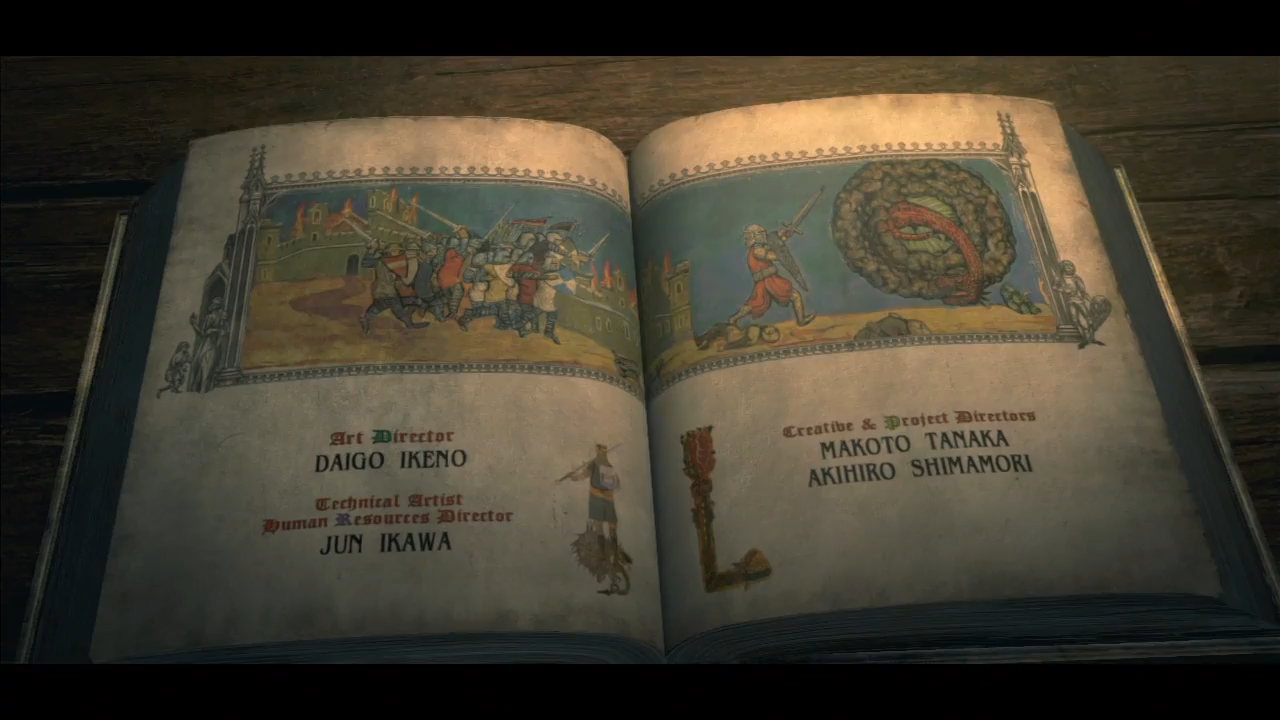 Art Director
DAIGO IKENO
Technical Artist
Human Resources Director
JUN IKAWA
Creative & Project Directors
MAKOTO TANAKA
AKIHIRO SHIMAMORI